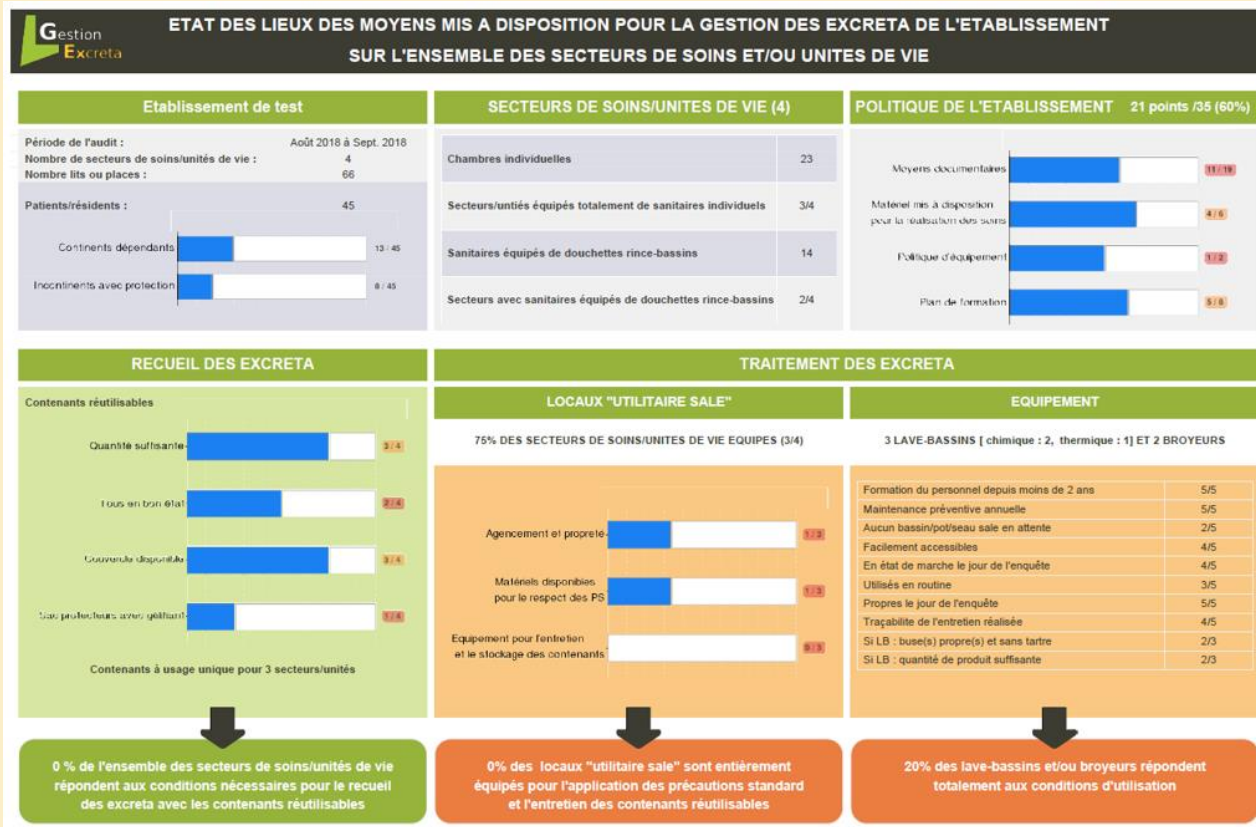 Gestion
Excreta
ETAT DES LIEUX DES MOYENS MIS A DISPOSITION POUR LA GESTION DES EXCRETA DE L'ETABLISSEMENT
SUR L'ENSEMBLE DES SECTEURS DE SOINS ET/OU UNITES DE VIE
Etablissement de test
Période de l'audit : Août 2018 à Sept. 2018
Nombre de secteurs de soins/unités de vie : 4
Nombre lits ou places : 66
Patients/résidents : 45
Continents dépendants 13 / 45
Incontinents avec protection 8 / 45
SECTEURS DE SOINS/UNITES DE VIE (4)
Chambres individuelles 23
Secteurs/untiés équipés totalement de sanitaires individuels 3/4
Sanitaires équipés de douchettes rince-bassins 14
Secteurs avec sanitaires équipés de douchettes rince-bassins 2/4
POLITIQUE DE L'ETABLISSEMENT 21 points /35 (60%)
Moyens documentaires 11 / 19
Matériel mis à disposition
pour la réalisation des soins 4 / 6
Politique d'équipement 1 / 2
Plan de formation 5 / 8
RECUEIL DES EXCRETA
Contenants réutilisables
Quantité suffisante 3 / 4
Tous en bon état 2 / 4
Couvercle disponible 3 / 4
Sac protecteurs avec gélifiant 1 / 4
Contenants à usage unique pour 3 secteurs/unités
0 % de l'ensemble des secteurs de soins/unités de vie
répondent aux conditions nécessaires pour le recueil
des excreta avec les contenants réutilisables
TRAITEMENT DES EXCRETA
LOCAUX "UTILITAIRE SALE"
75% DES SECTEURS DE SOINS/UNITES DE VIE EQUIPES (3/4)
Agencement et propreté 1 / 3
Matériels disponibles
pour le respect des PS 1 / 3
Equipement pour l'entretien
et le stockage des contenants 0 / 3
0% des locaux "utilitaire sale" sont entièrement
équipés pour l'application des précautions standard
et l'entretien des contenants réutilisables
EQUIPEMENT
3 LAVE-BASSINS [ chimique : 2, thermique : 1] ET 2 BROYEURS
Formation du personnel depuis moins de 2 ans 5/5
Maintenance préventive annuelle 5/5
Aucun bassin/pot/seau sale en attente 2/5
Facilement accessibles 4/5
En état de marche le jour de l'enquête 4/5
Utilisés en routine 3/5
Propres le jour de l'enquête 5/5
Traçabilite de l'entretien réalisée 4/5
Si LB : buse(s) propre(s) et sans tartre 2/3
Si LB : quantité de produit suffisante 2/3
20% des lave-bassins et/ou broyeurs répondent
totalement aux conditions d'utilisation